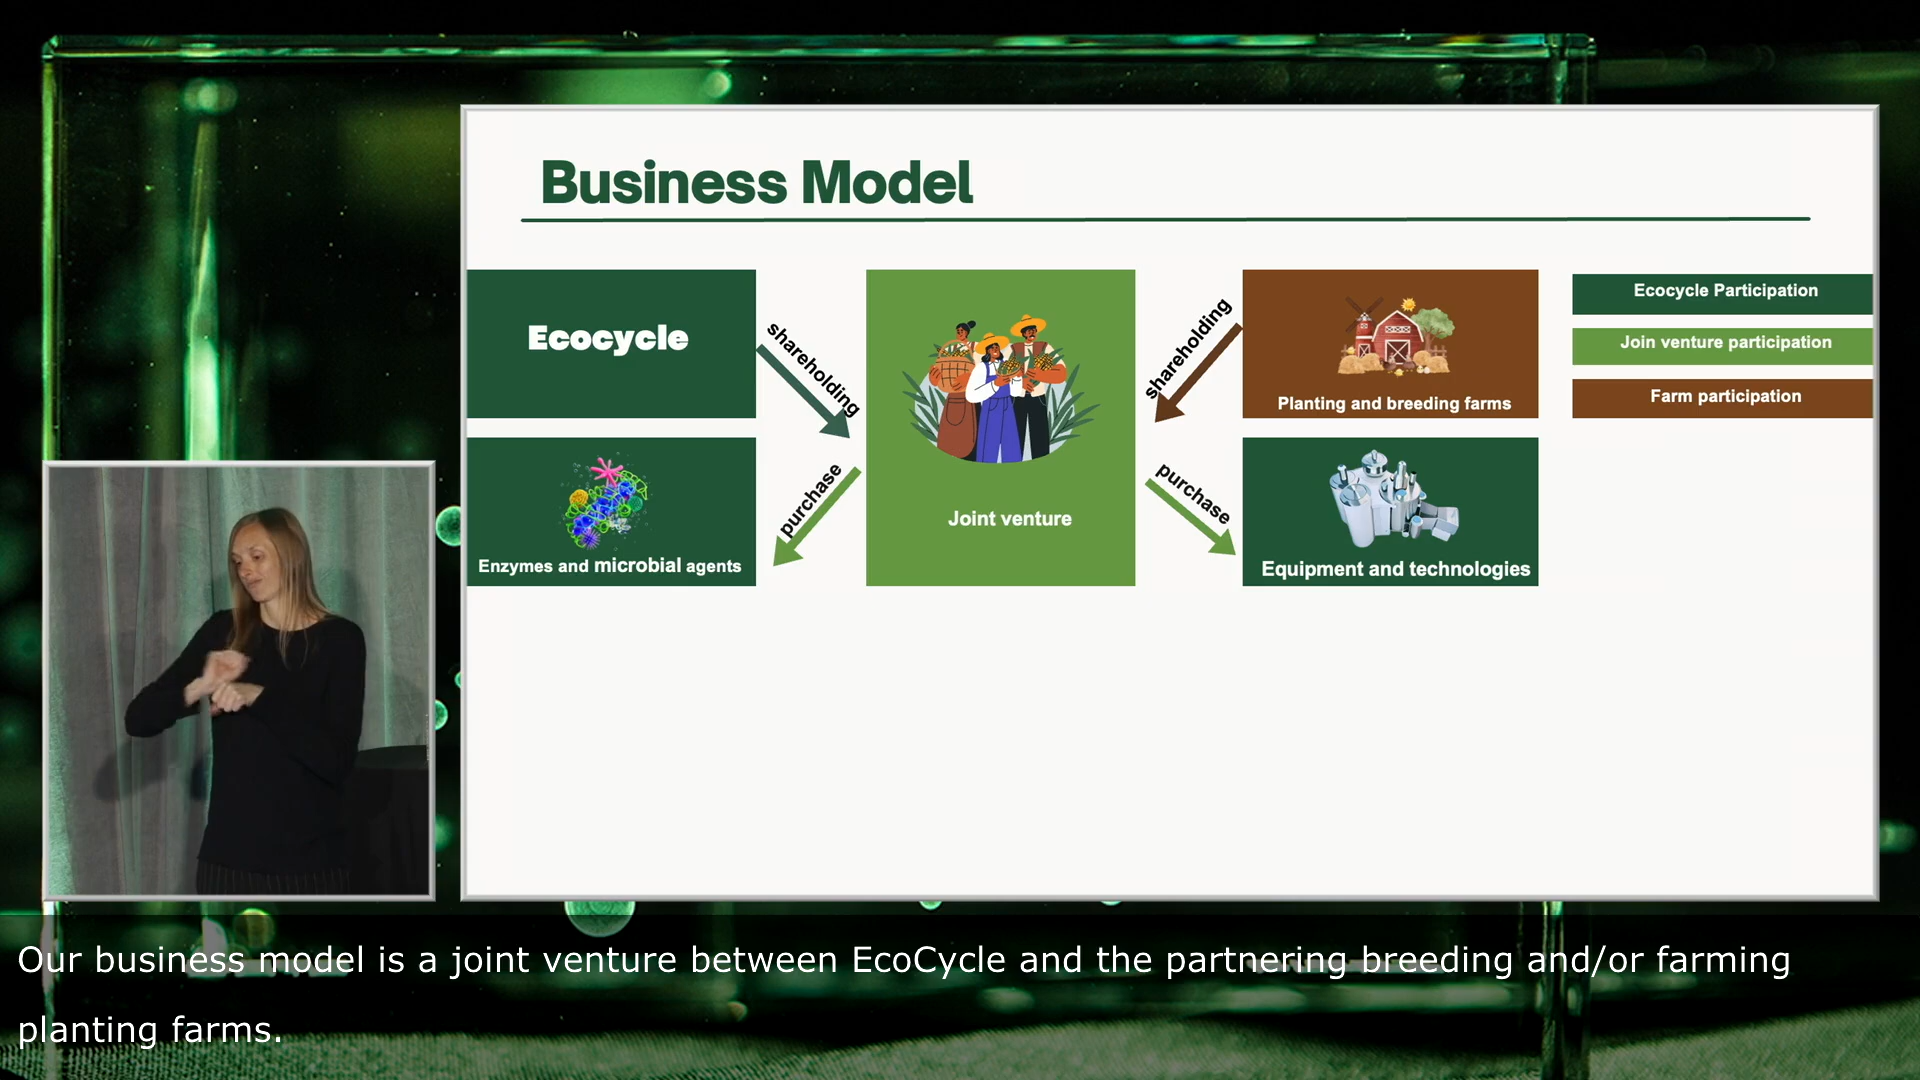 Business Model
Ecocycle
shareholding
shareholding
Planting and breeding farms
Ecocycle Participation
Join venture participation
Farm participation
Enzymes and microbial agents
purchase
Joint venture
purchase
Equipment and technologies
Our business model is a joint venture between EcoCycle and the partnering breeding and/or farming
planting farms.